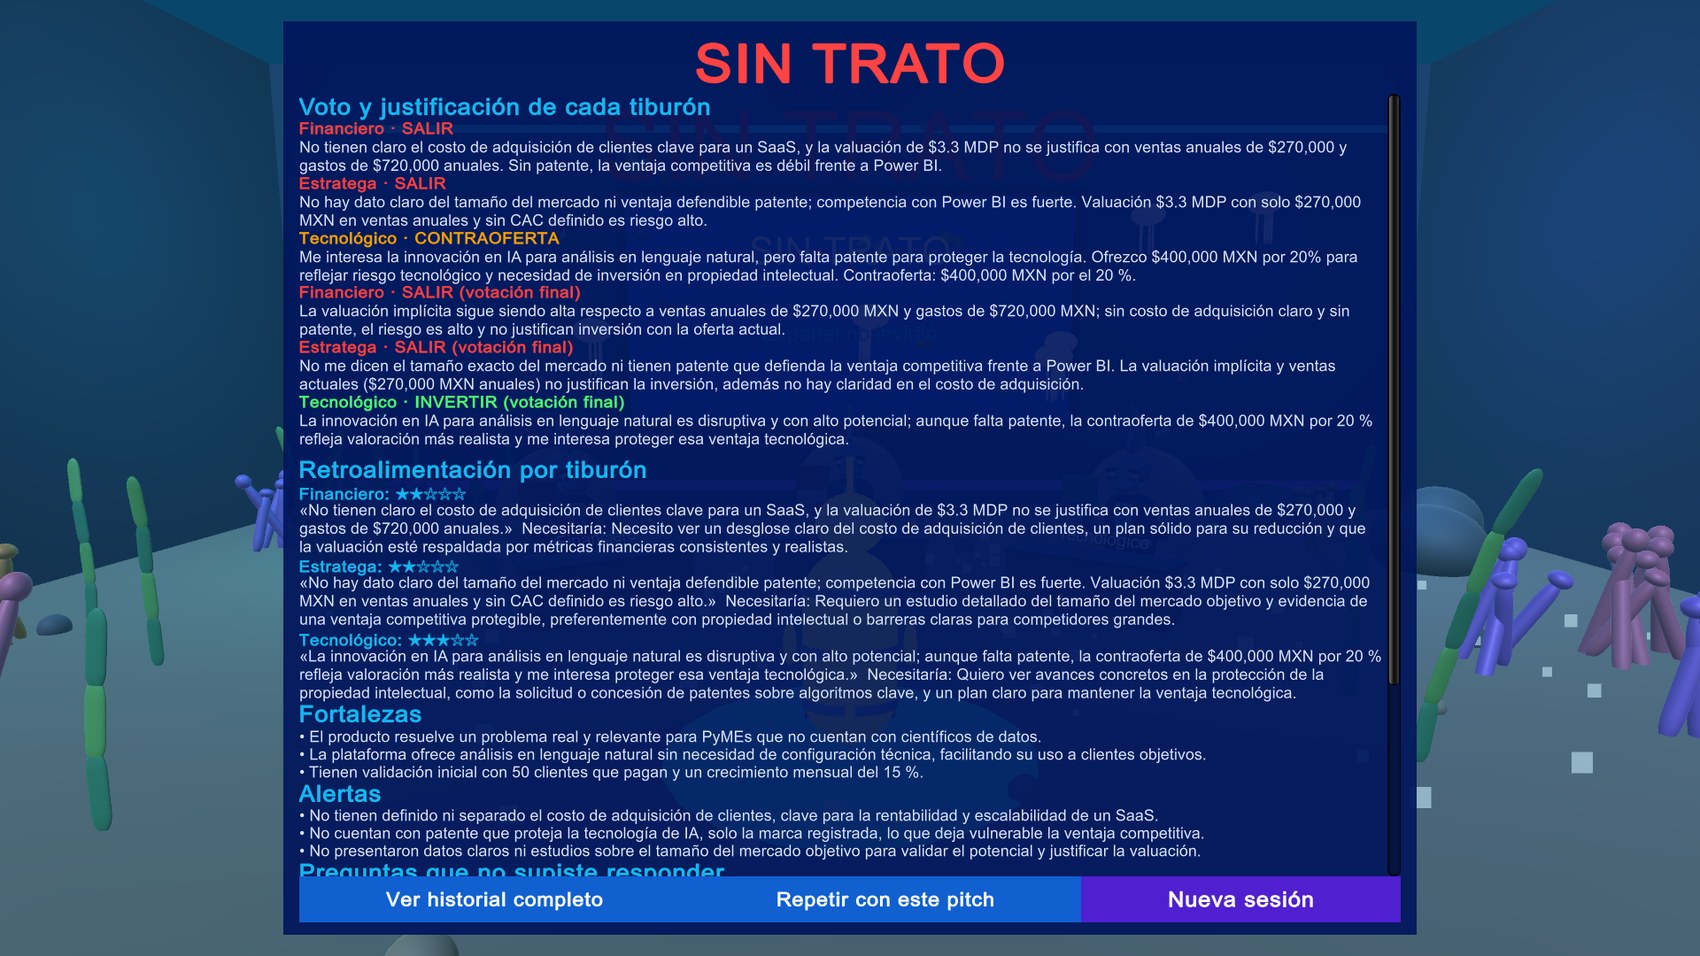 SIN TRATO
Voto y justificación de cada tiburón
Financiero · SALIR
No tienen claro el costo de adquisición de clientes clave para un SaaS, y la valuación de $3.3 MDP no se justifica con ventas anuales de $270,000 y
gastos de $720,000 anuales. Sin patente, la ventaja competitiva es débil frente a Power BI.
Estratega · SALIR
No hay dato claro del tamaño del mercado ni ventaja defendible patente; competencia con Power BI es fuerte. Valuación $3.3 MDP con solo $270,000
MXN en ventas anuales y sin CAC definido es riesgo alto.
Tecnológico · CONTRAOFERTA
Me interesa la innovación en IA para análisis en lenguaje natural, pero falta patente para proteger la tecnología. Ofrezco $400,000 MXN por 20% para
reflejar riesgo tecnológico y necesidad de inversión en propiedad intelectual. Contraoferta: $400,000 MXN por el 20 %.
Financiero · SALIR (votación final)
La valuación implícita sigue siendo alta respecto a ventas anuales de $270,000 MXN y gastos de $720,000 MXN; sin costo de adquisición claro y sin
patente, el riesgo es alto y no justifican inversión con la oferta actual.
Estratega · SALIR (votación final)
No me dicen el tamaño exacto del mercado ni tienen patente que defienda la ventaja competitiva frente a Power BI. La valuación implícita y ventas
actuales ($270,000 MXN anuales) no justifican la inversión, además no hay claridad en el costo de adquisición.
Tecnológico · INVERTIR (votación final)
La innovación en IA para análisis en lenguaje natural es disruptiva y con alto potencial; aunque falta patente, la contraoferta de $400,000 MXN por 20 %
refleja valoración más realista y me interesa proteger esa ventaja tecnológica.
Retroalimentación por tiburón
Financiero: ★★☆☆☆
«No tienen claro el costo de adquisición de clientes clave para un SaaS, y la valuación de $3.3 MDP no se justifica con ventas anuales de $270,000 y
gastos de $720,000 anuales.» Necesitaría: Necesito ver un desglose claro del costo de adquisición de clientes, un plan sólido para su reducción y que
la valuación esté respaldada por métricas financieras consistentes y realistas.
Estratega: ★★☆☆☆
«No hay dato claro del tamaño del mercado ni ventaja defendible patente; competencia con Power BI es fuerte. Valuación $3.3 MDP con solo $270,000
MXN en ventas anuales y sin CAC definido es riesgo alto.» Necesitaría: Requiero un estudio detallado del tamaño del mercado objetivo y evidencia de
una ventaja competitiva protegible, preferentemente con propiedad intelectual o barreras claras para competidores grandes.
Tecnológico: ★★★☆☆
«La innovación en IA para análisis en lenguaje natural es disruptiva y con alto potencial; aunque falta patente, la contraoferta de $400,000 MXN por 20 %
refleja valoración más realista y me interesa proteger esa ventaja tecnológica.» Necesitaría: Quiero ver avances concretos en la protección de la
propiedad intelectual, como la solicitud o concesión de patentes sobre algoritmos clave, y un plan claro para mantener la ventaja tecnológica.
Fortalezas
• El producto resuelve un problema real y relevante para PyMEs que no cuentan con científicos de datos.
• La plataforma ofrece análisis en lenguaje natural sin necesidad de configuración técnica, facilitando su uso a clientes objetivos.
• Tienen validación inicial con 50 clientes que pagan y un crecimiento mensual del 15 %.
Alertas
• No tienen definido ni separado el costo de adquisición de clientes, clave para la rentabilidad y escalabilidad de un SaaS.
• No cuentan con patente que proteja la tecnología de IA, solo la marca registrada, lo que deja vulnerable la ventaja competitiva.
• No presentaron datos claros ni estudios sobre el tamaño del mercado objetivo para validar el potencial y justificar la valuación.
Preguntas que no supiste responder
Ver historial completo
Repetir con este pitch
Nueva sesión